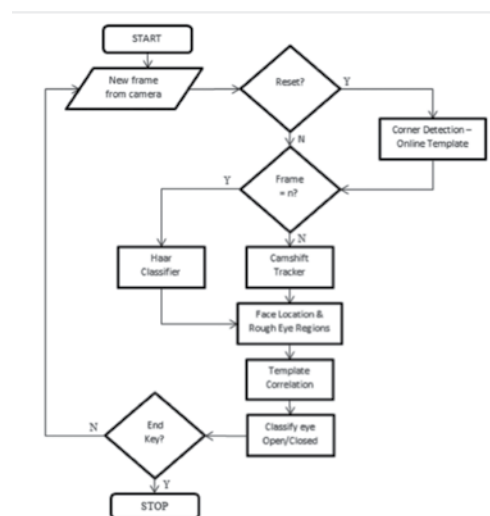 START
New frame
from camera
Reset?
Y
Corner Detection –
Online Template
N
Frame
= n?
Y
N
Haar
Classifier
Camshift
Tracker
Face Location &
Rough Eye Regions
Template
Correlation
Classify eye
Open/Closed
End
Key?
N
Y
STOP